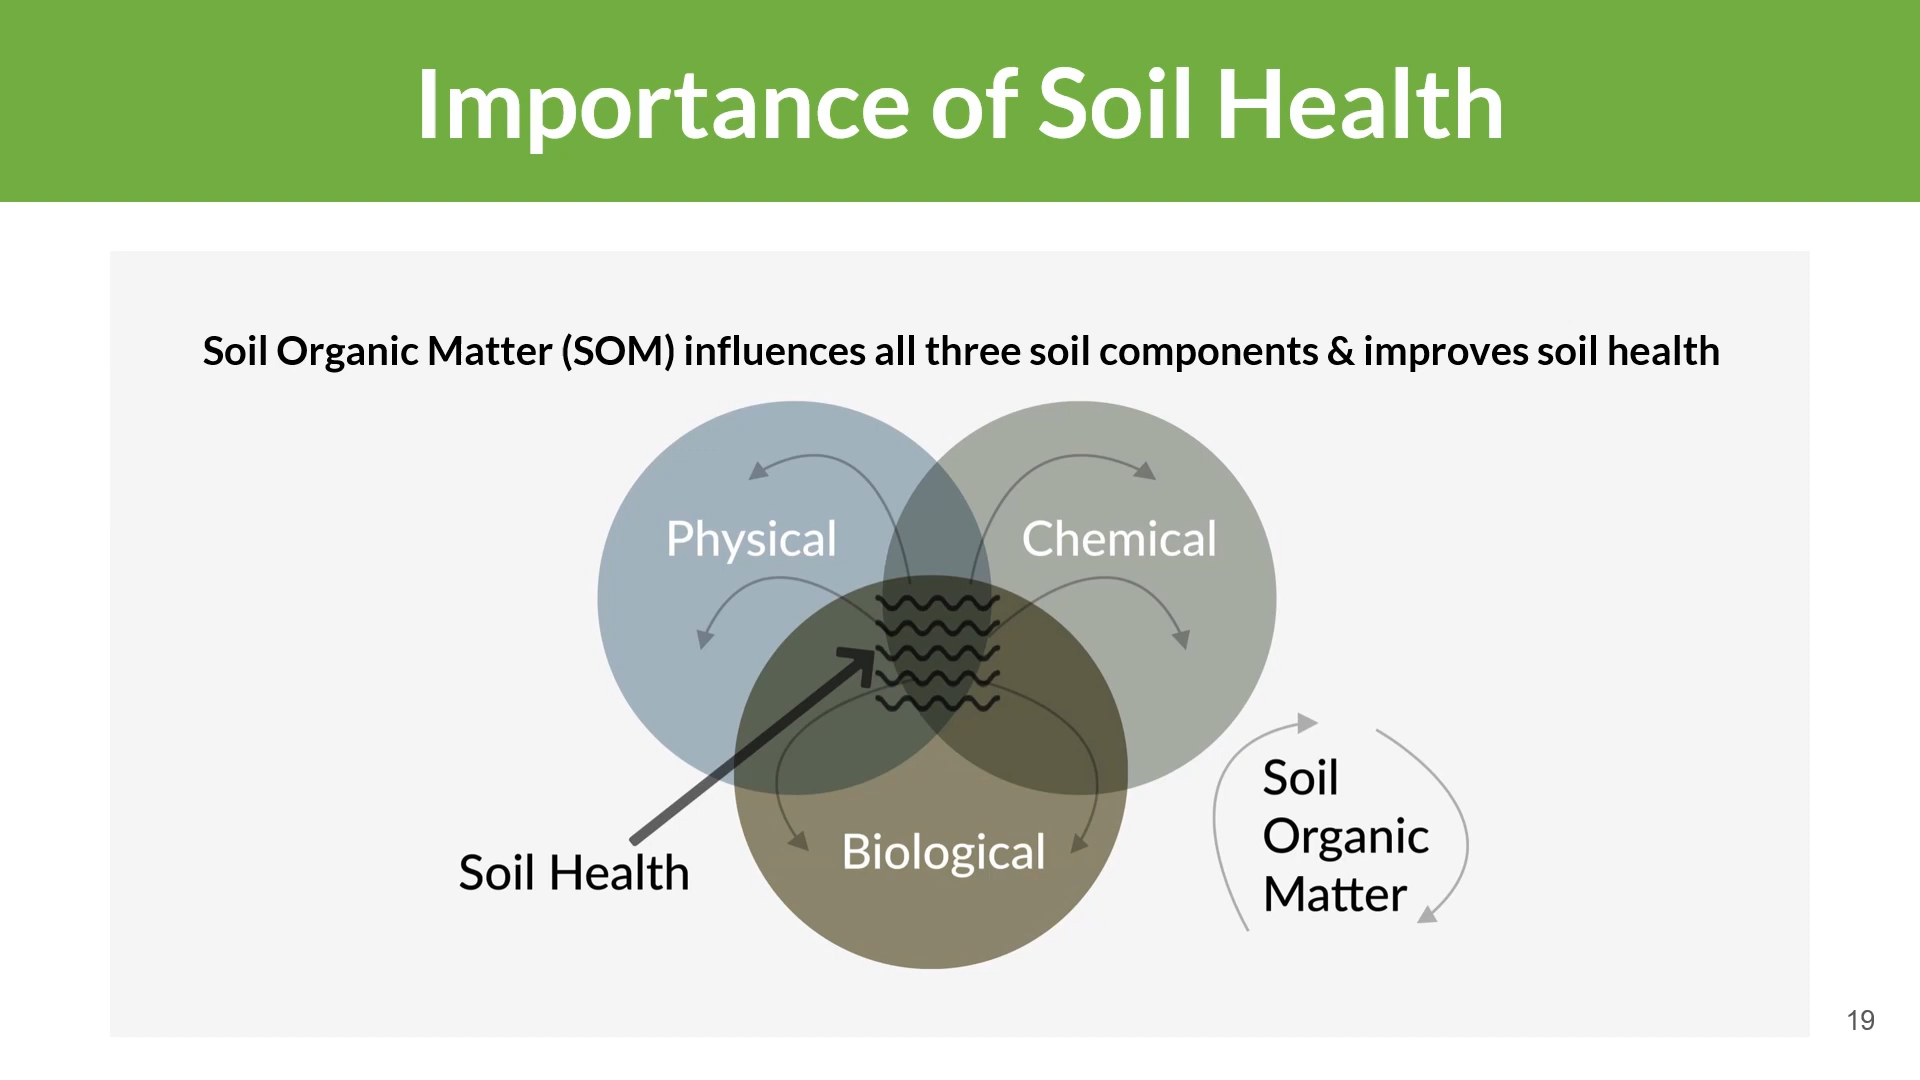 Importance of Soil Health
Soil Organic Matter (SOM) influences all three soil components & improves soil health
Physical
Chemical
Biological
Soil Health
Soil
Organic
Matter
19